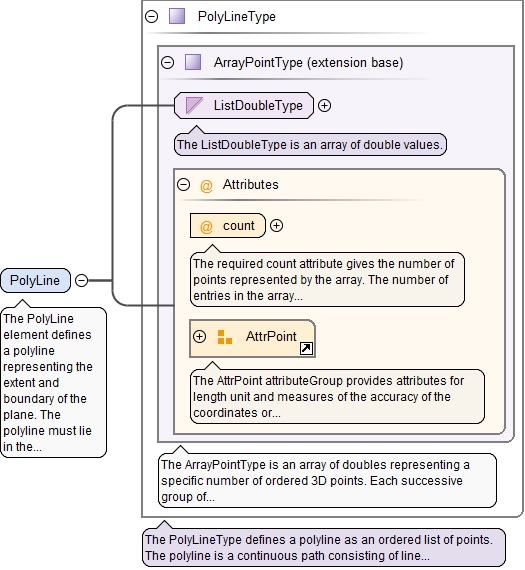 PolyLineType
ArrayPointType (extension base)
ListDoubleType
The ListDoubleType is an array of double values.
@ Attributes
@ count
The required count attribute gives the number of
points represented by the array. The number of
entries in the array...
AttrPoint
The AttrPoint attributeGroup provides attributes for
length unit and measures of the accuracy of the
coordinates or...
PolyLine
The PolyLine
element defines
a polyline
representing the
extent and
boundary of the
plane. The
polyline must lie
in the...
The ArrayPointType is an array of doubles representing a
specific number of ordered 3D points. Each successive
group of...
The PolyLineType defines a polyline as an ordered list of points.
The polyline is a continuous path consisting of line...